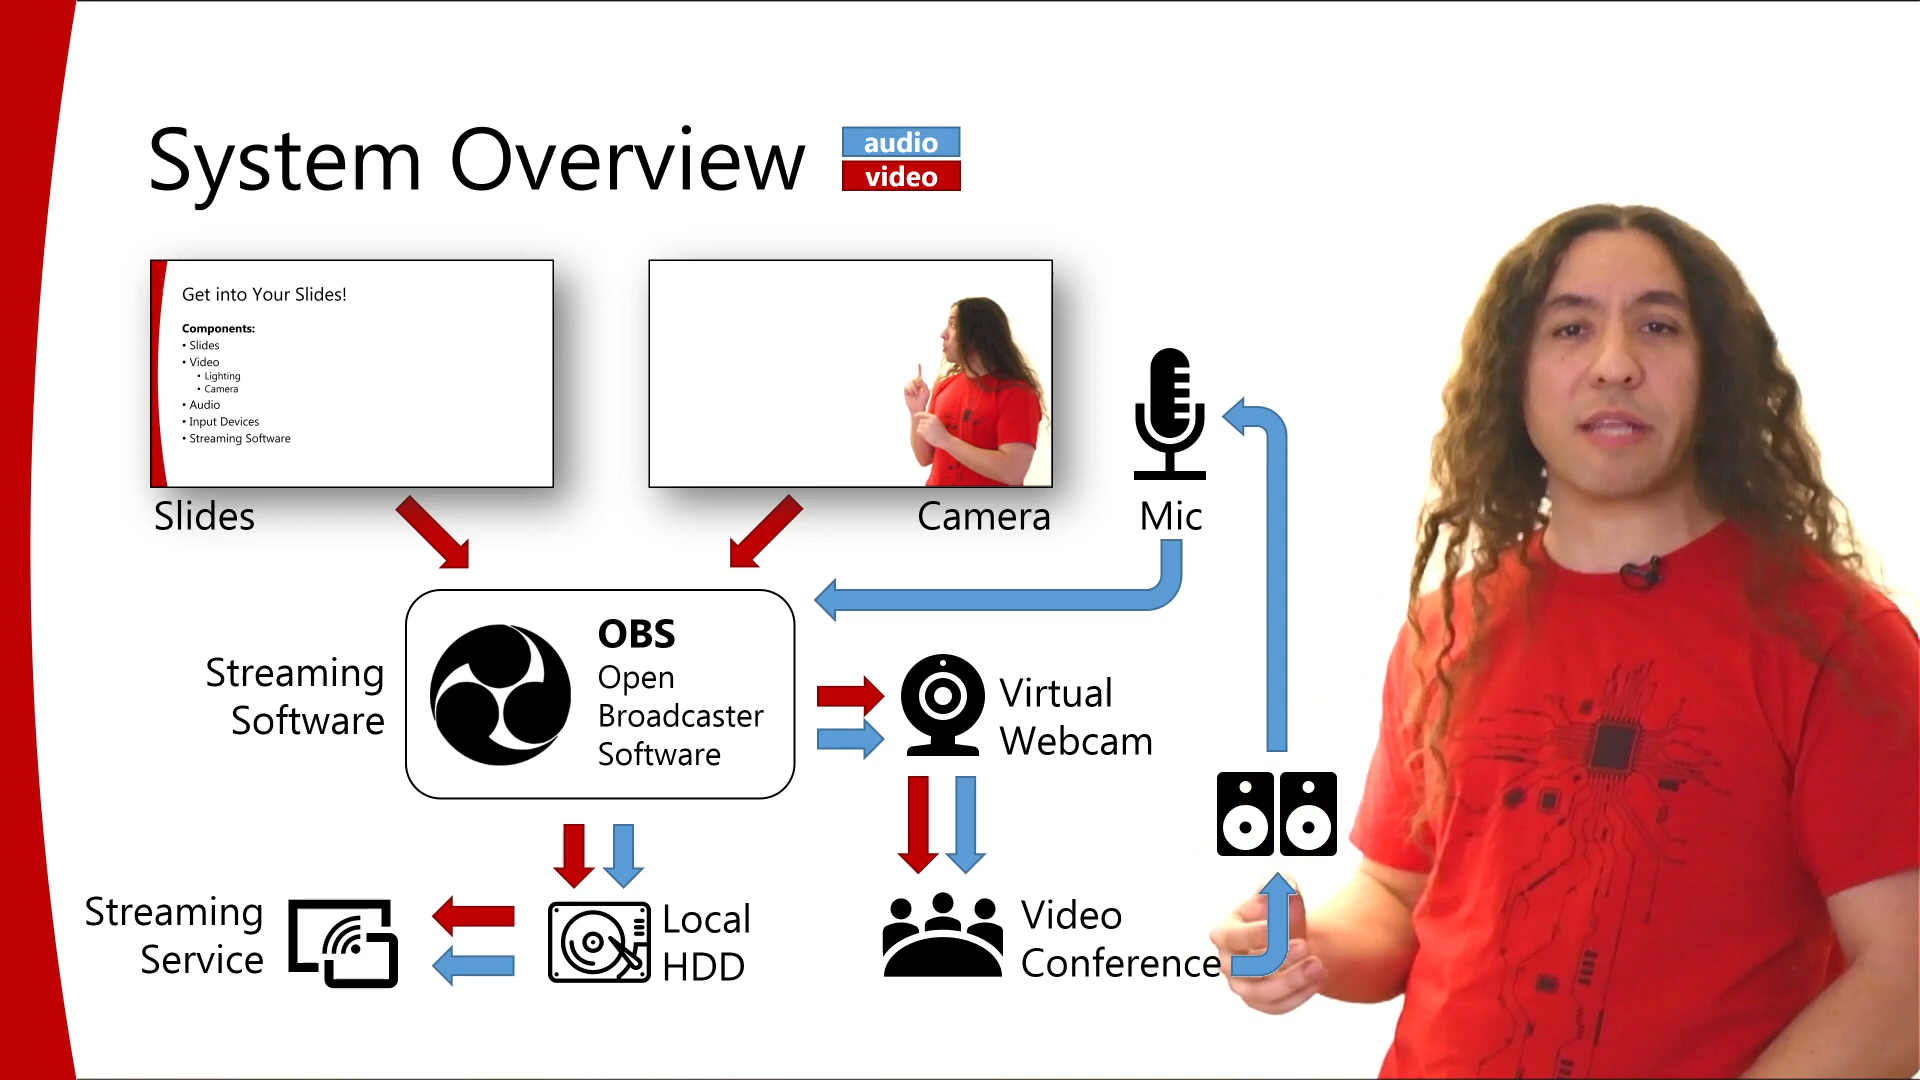 System Overview
audio
video
Get into Your Slides!
Components:
• Slides
• Video
• Lighting
• Camera
• Audio
• Input Devices
• Streaming Software
Slides
Camera
Mic
Streaming
Software
OBS
Open
Broadcaster
Software
Virtual
Webcam
Streaming
Service
Local
HDD
Video
Conference